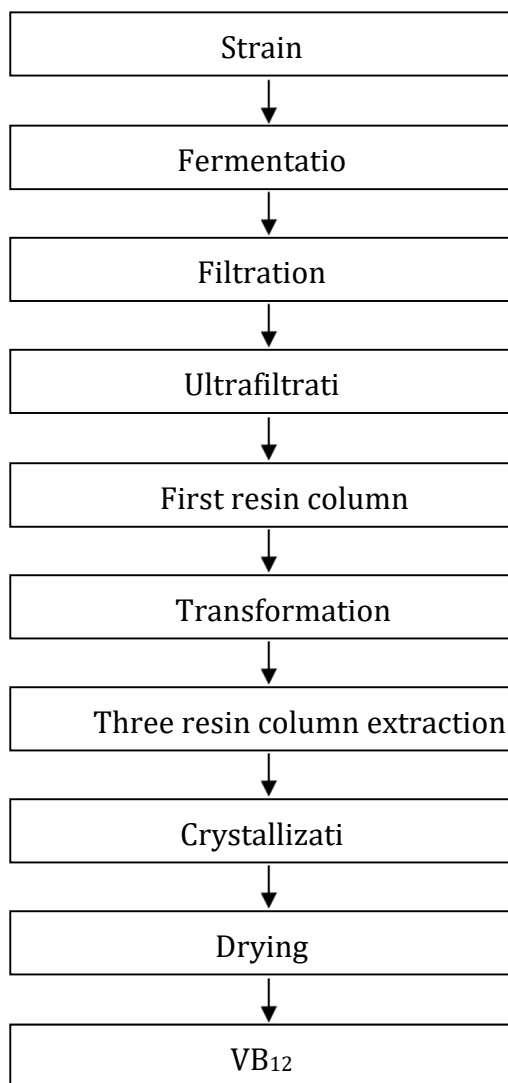 Strain
Fermentatio
Filtration
Ultrafiltrati
First resin column
Transformation
Three resin column extraction
Crystallizati
Drying
VB₁₂